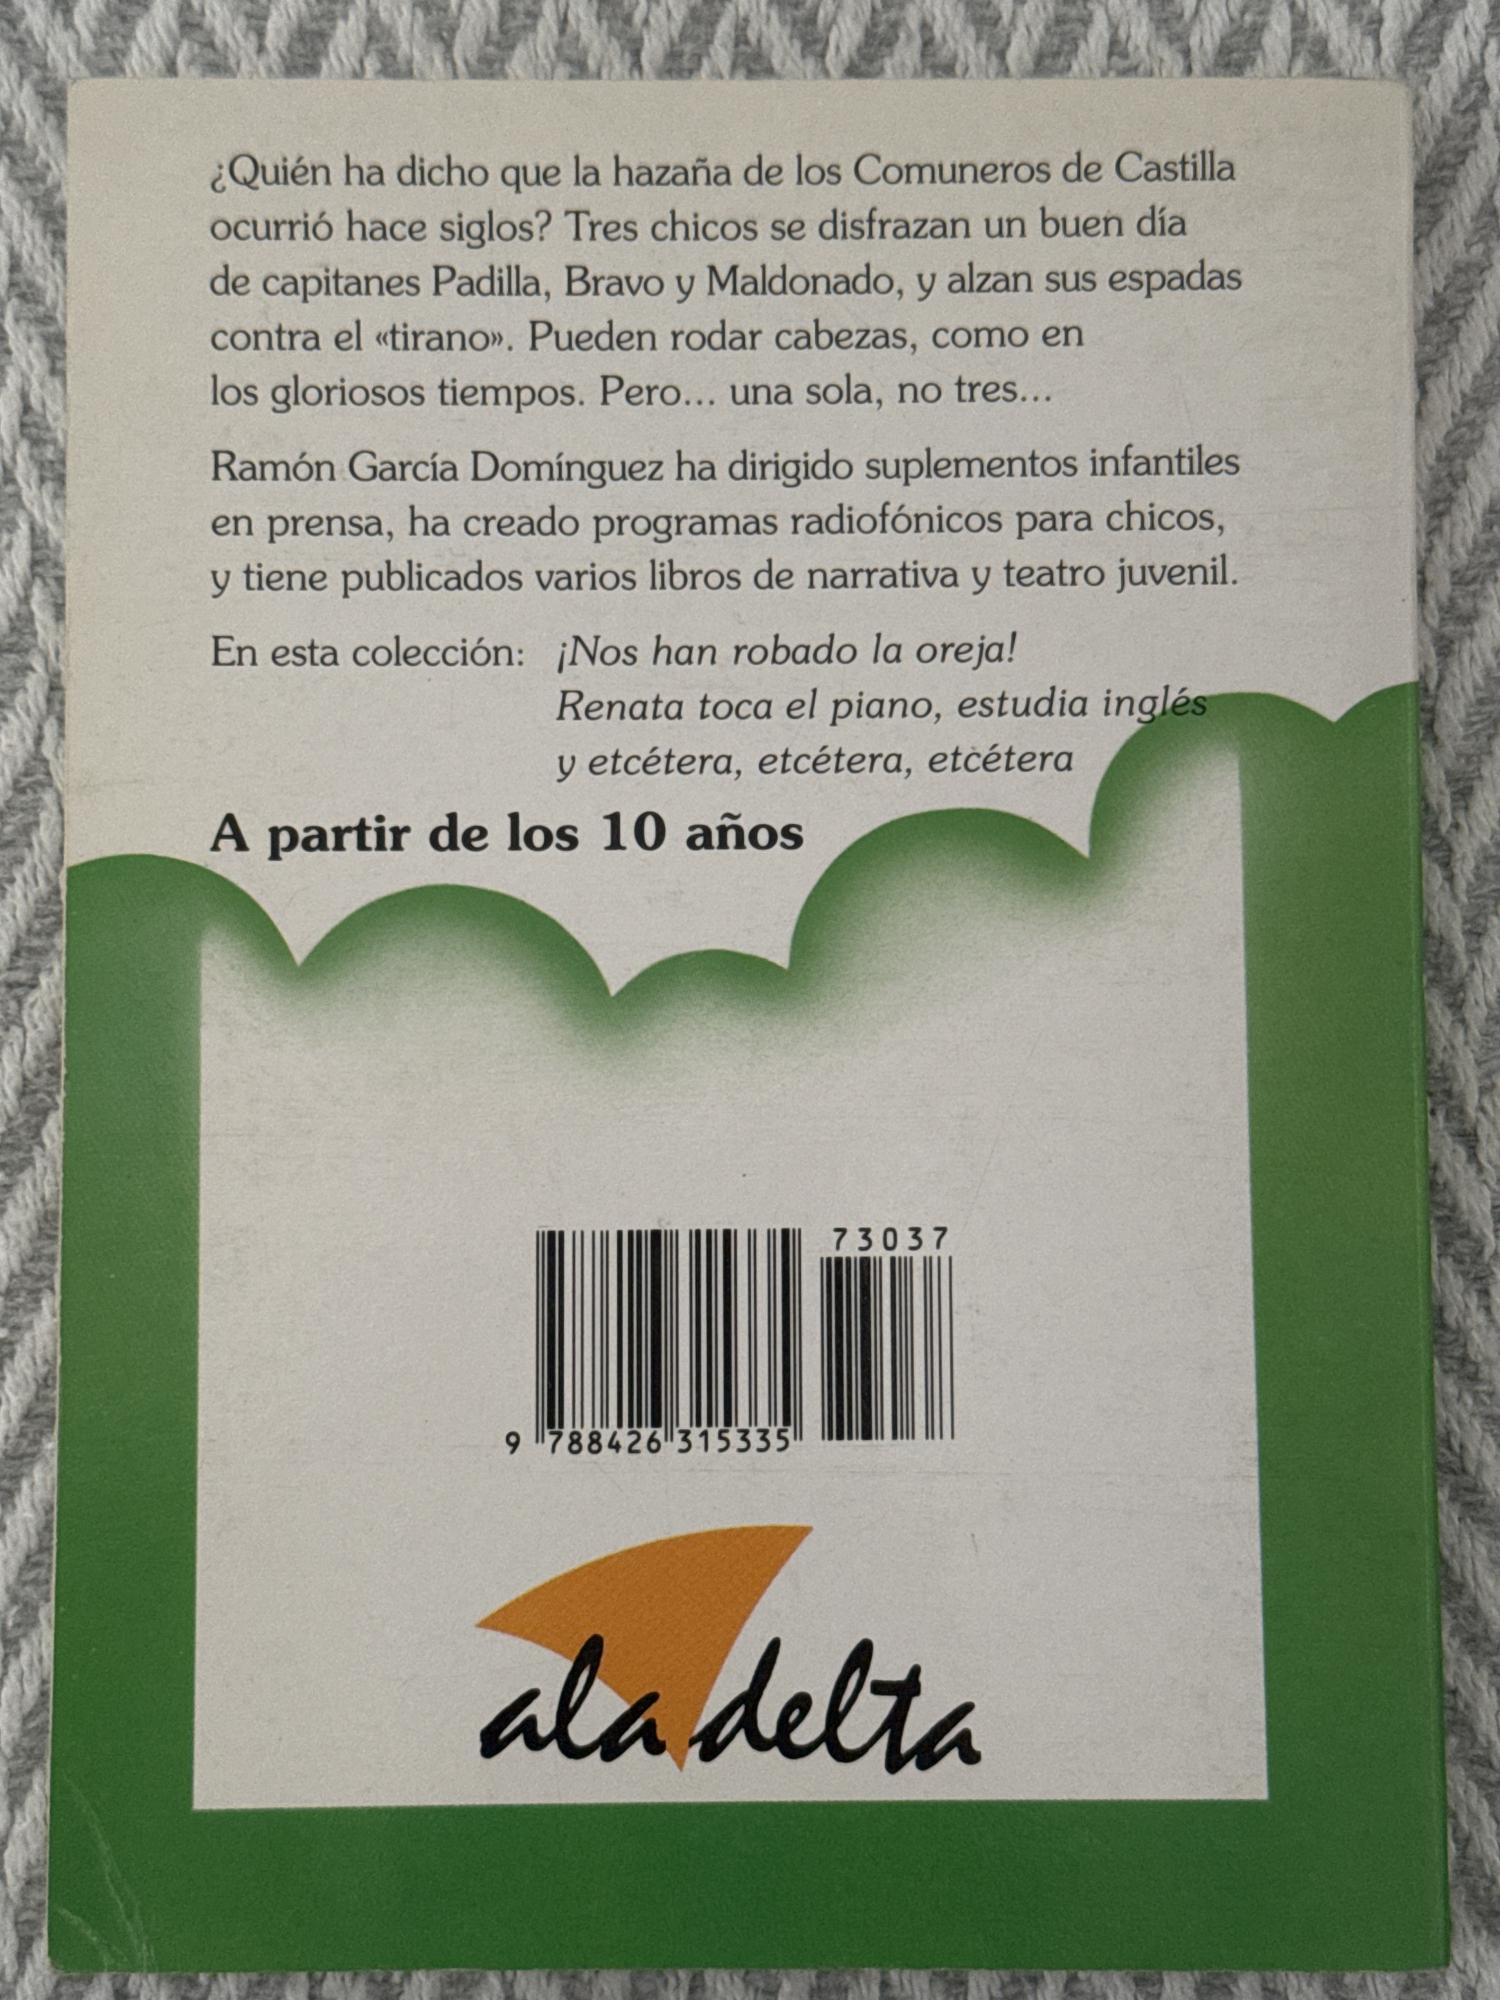 ¿Quién ha dicho que la hazaña de los Comuneros de Castilla
ocurrió hace siglos? Tres chicos se disfrazan un buen día
de capitanes Padilla, Bravo y Maldonado, y alzan sus espadas
contra el «tirano». Pueden rodar cabezas, como en
los gloriosos tiempos. Pero... una sola, no tres...
Ramón García Domínguez ha dirigido suplementos infantiles
en prensa, ha creado programas radiofónicos para chicos,
y tiene publicados varios libros de narrativa y teatro juvenil.
En esta colección: ¡Nos han robado la oreja!
Renata toca el piano, estudia inglés
y etcétera, etcétera, etcétera
A partir de los 10 años
73037
9 788426 315335
ala delta